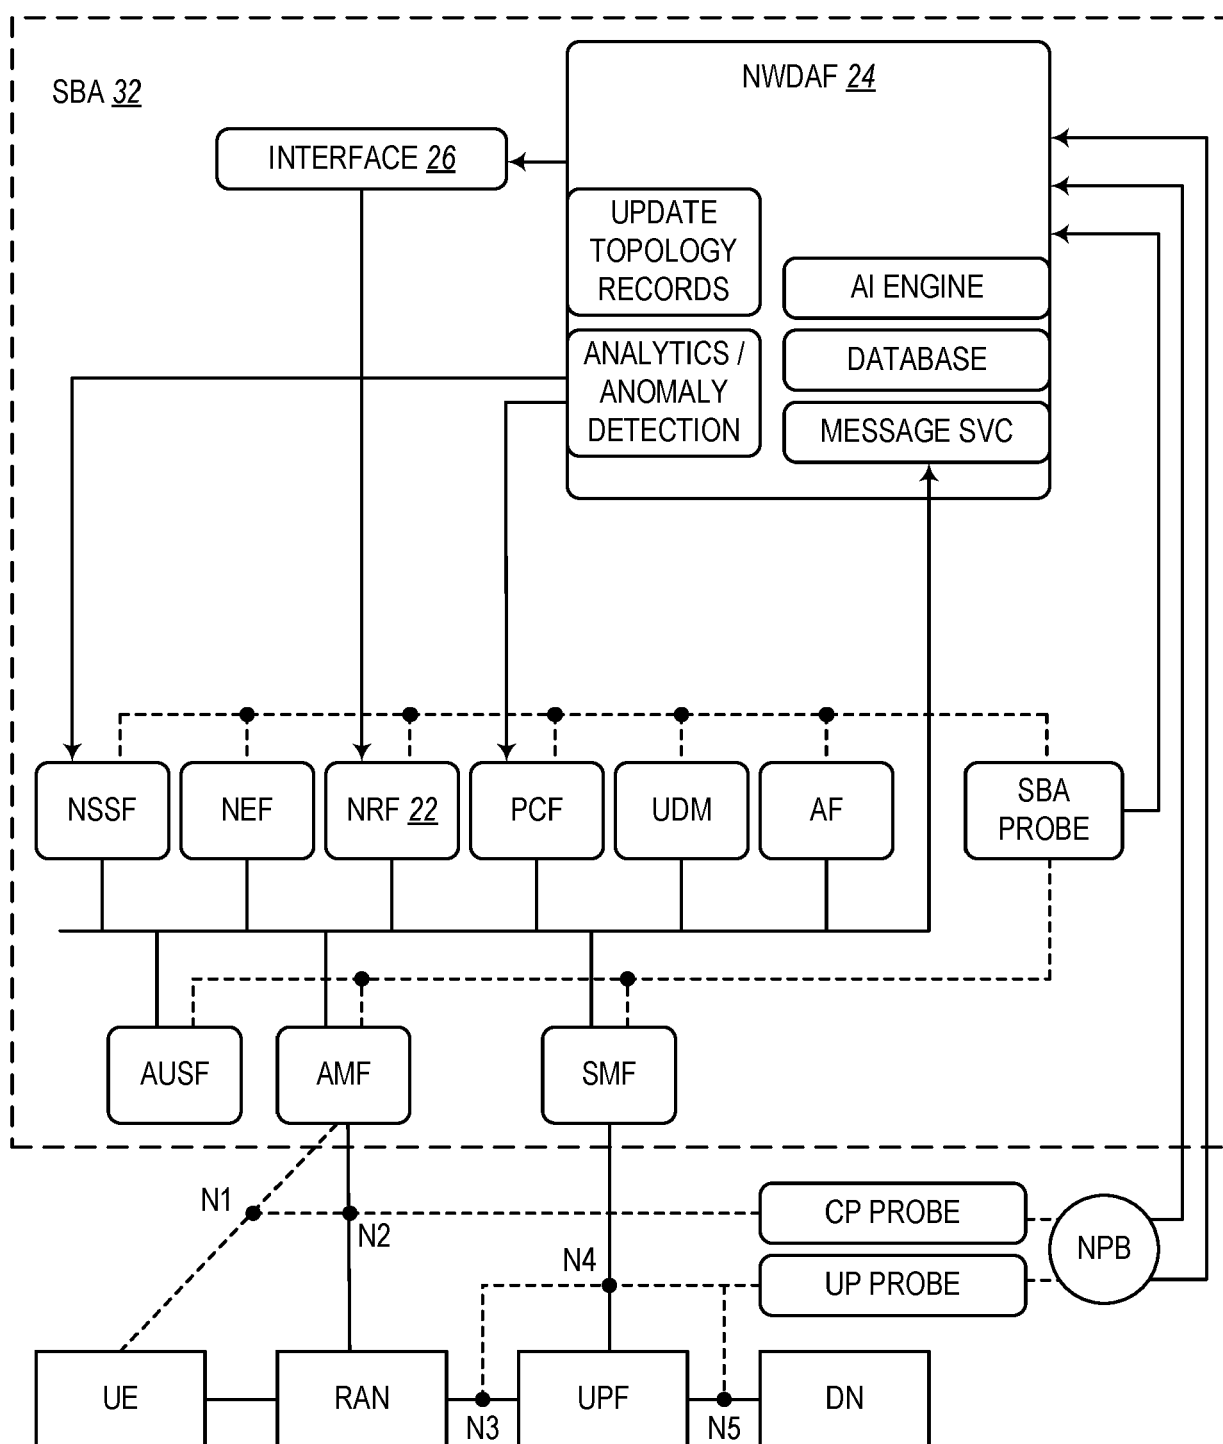 NWDAF 24
SBA 32
INTERFACE 26
UPDATE
TOPOLOGY
RECORDS
AI ENGINE
ANALYTICS /
ANOMALY
DETECTION
DATABASE
MESSAGE SVC
NSSF
NEF
NRF 22
PCF
UDM
AF
SBA
PROBE
AUSF
AMF
SMF
N1
N2
CP PROBE
NPB
N4
UP PROBE
UE
RAN
UPF
DN
N3
N5